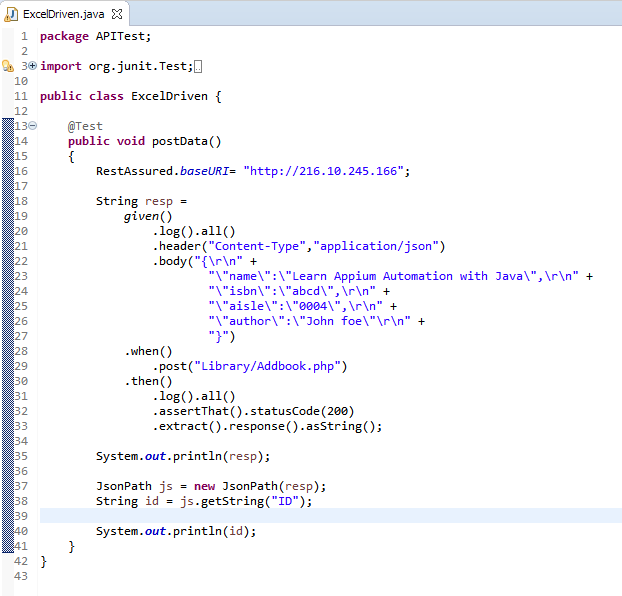 ExcelDriven.java
1 package APITest;
2
3 import org.junit.Test;
10
11 public class ExcelDriven {
12
13 @Test
14 public void postData()
15 {
16 RestAssured.baseURI= "http://216.10.245.166";
17
18 String resp =
19 given()
20 .log().all()
21 .header("Content-Type","application/json")
22 .body("{\r\n" +
23 "\"name\":\"Learn Appium Automation with Java\",\r\n" +
24 "\"isbn\":\"abcd\",\r\n" +
25 "\"aisle\":\"0004\",\r\n" +
26 "\"author\":\"John foe\"\r\n" +
27 "}")
28 .when()
29 .post("Library/Addbook.php")
30 .then()
31 .log().all()
32 .assertThat().statusCode(200)
33 .extract().response().asString();
34
35 System.out.println(resp);
36
37 JsonPath js = new JsonPath(resp);
38 String id = js.getString("ID");
39
40 System.out.println(id);
41 }
42 }
43